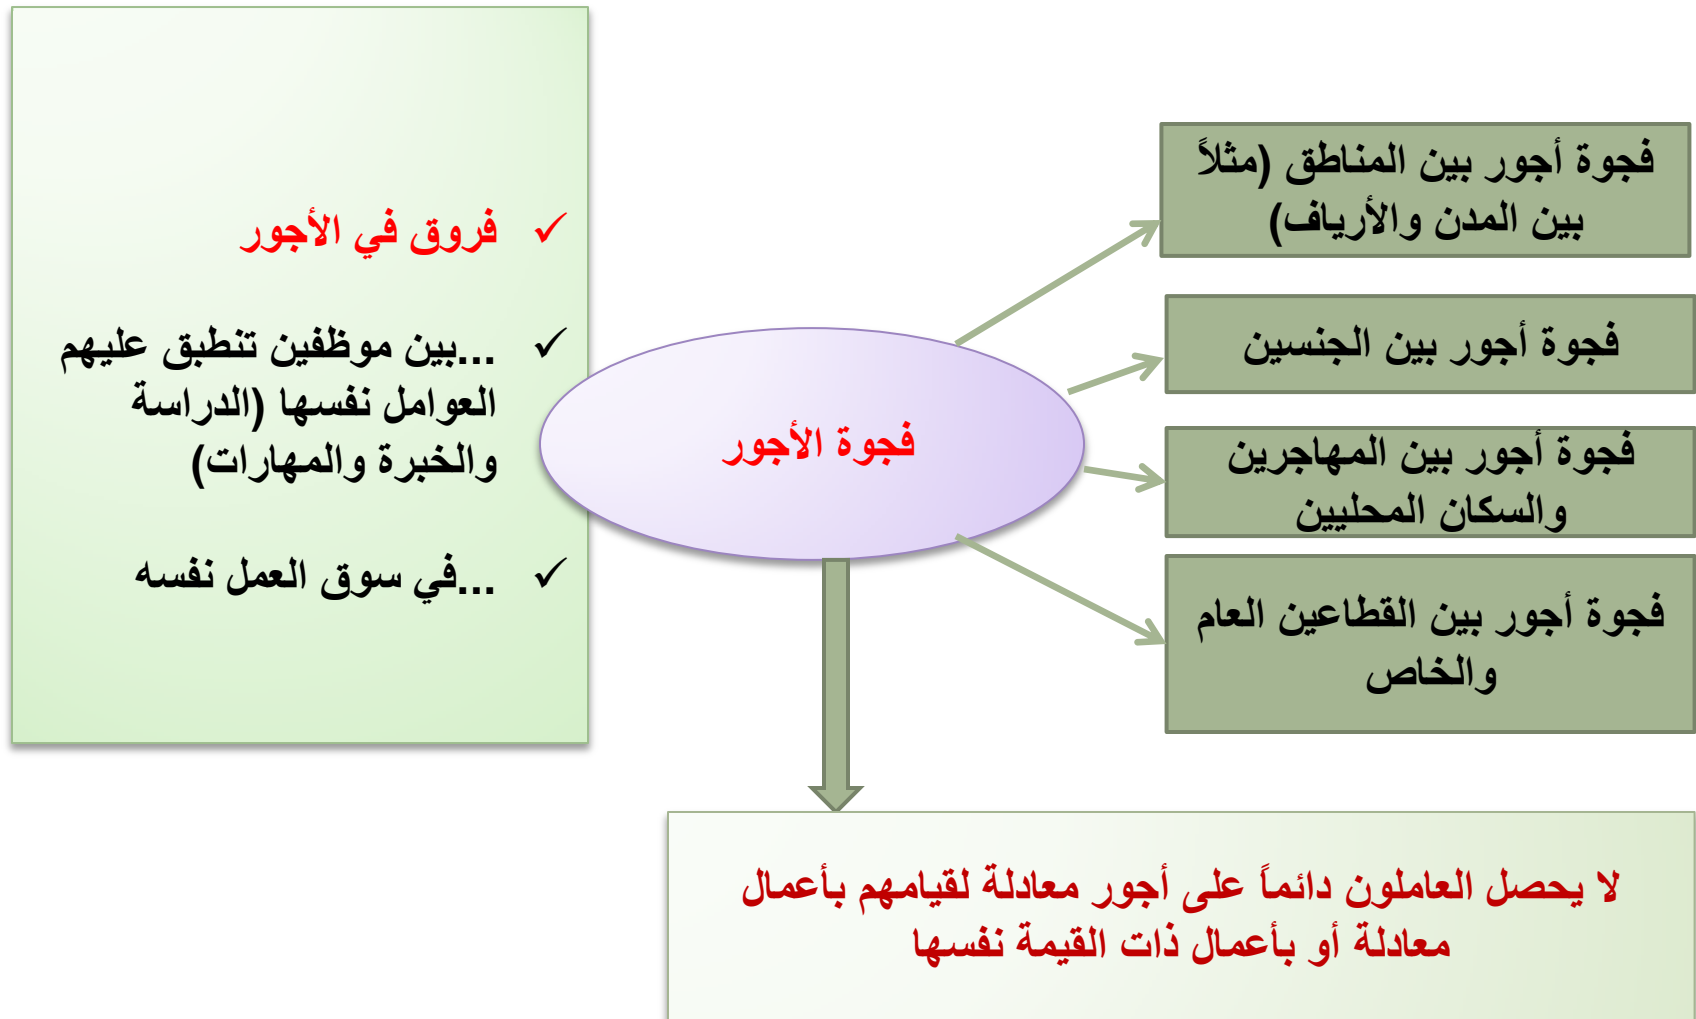 فروق في الأجور
...بين موظفين تنطبق عليهم
العوامل نفسها (الدراسة
والخبرة والمهارات)
...في سوق العمل نفسه
فجوة الأجور
فجوة أجور بين المناطق (مثلاً
بين المدن والأرياف)
فجوة أجور بين الجنسين
فجوة أجور بين المهاجرين
والسكان المحليين
فجوة أجور بين القطاعين العام
والخاص
لا يحصل العاملون دائماً على أجور معادلة لقيامهم بأعمال
معادلة أو بأعمال ذات القيمة نفسها